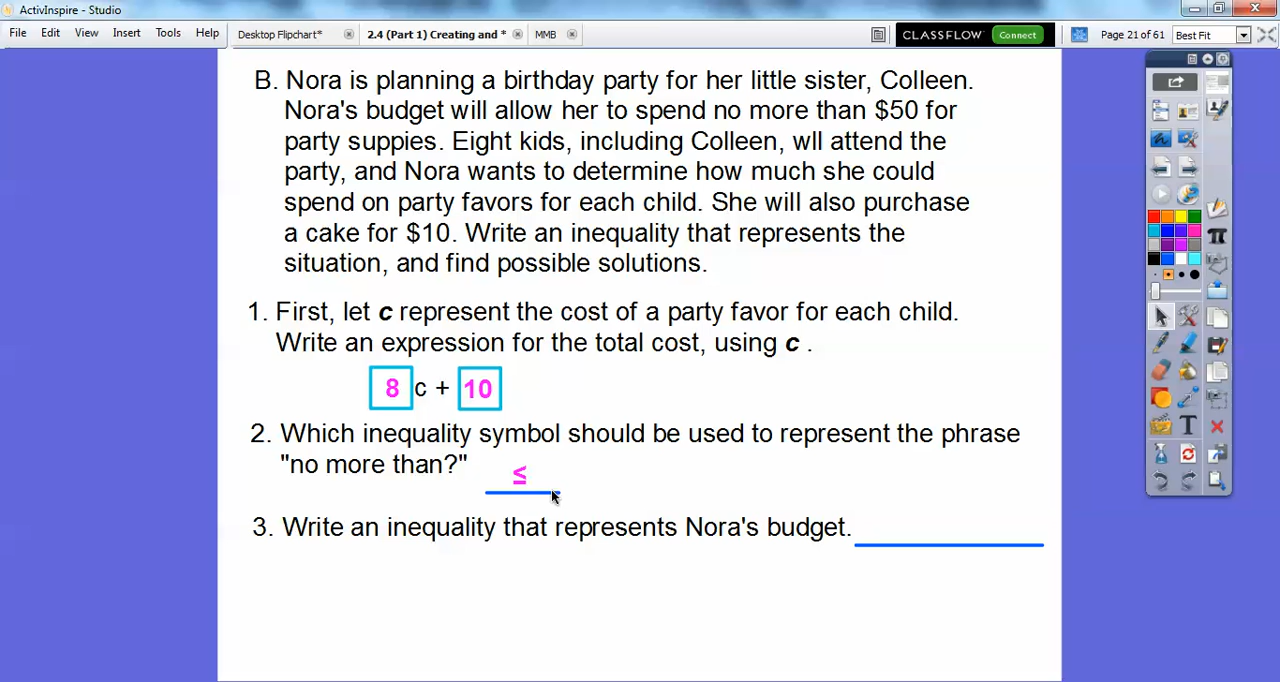 ActivInspire - Studio
File Edit View Insert Tools Help Desktop Flipchart* 2.4 (Part 1) Creating and * MMB CLASSFLOW Connect Page 21 of 61 Best Fit
B. Nora is planning a birthday party for her little sister, Colleen.
Nora's budget will allow her to spend no more than $50 for
party suppies. Eight kids, including Colleen, wll attend the
party, and Nora wants to determine how much she could
spend on party favors for each child. She will also purchase
a cake for $10. Write an inequality that represents the
situation, and find possible solutions.
1. First, let c represent the cost of a party favor for each child.
Write an expression for the total cost, using c .
8 c + 10
2. Which inequality symbol should be used to represent the phrase
"no more than?"
≤
3. Write an inequality that represents Nora's budget.